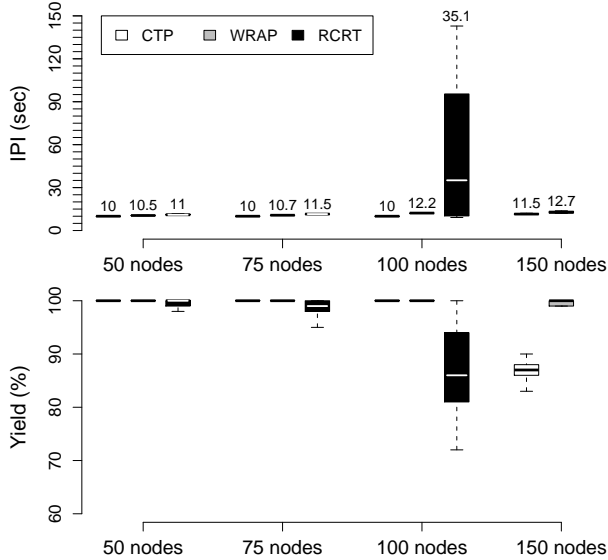 CTP WRAP RCRT
IPI (sec)
150
120
90
60
30
0
10 10.5 11 10 10.7 11.5 10 12.2 35.1 11.5 12.7
50 nodes 75 nodes 100 nodes 150 nodes
Yield (%)
100
90
80
70
60
50 nodes 75 nodes 100 nodes 150 nodes